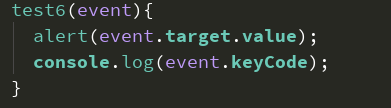 test6(event){
  alert(event.target.value);
  console.log(event.keyCode);
}